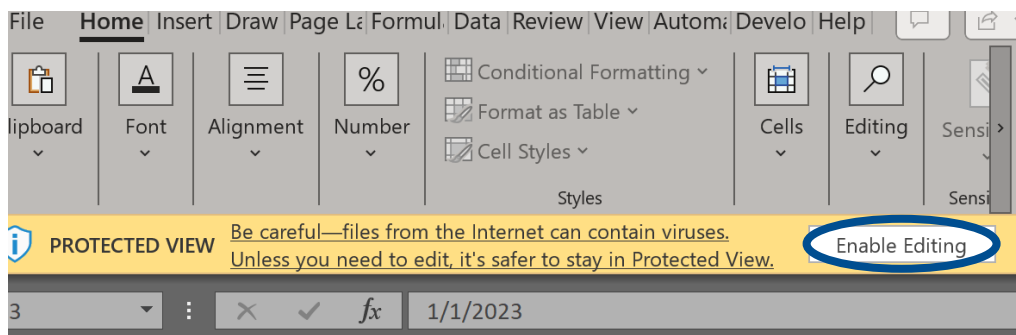 File Home Insert Draw Page La Formul Data Review View Automa Develo Help
A % Conditional Formatting
Format as Table
lipboard Font Alignment Number Cells Editing Sensi
Cell Styles
Styles Sensi
PROTECTED VIEW Be careful—files from the Internet can contain viruses.
Unless you need to edit, it's safer to stay in Protected View. Enable Editing
3 fx 1/1/2023